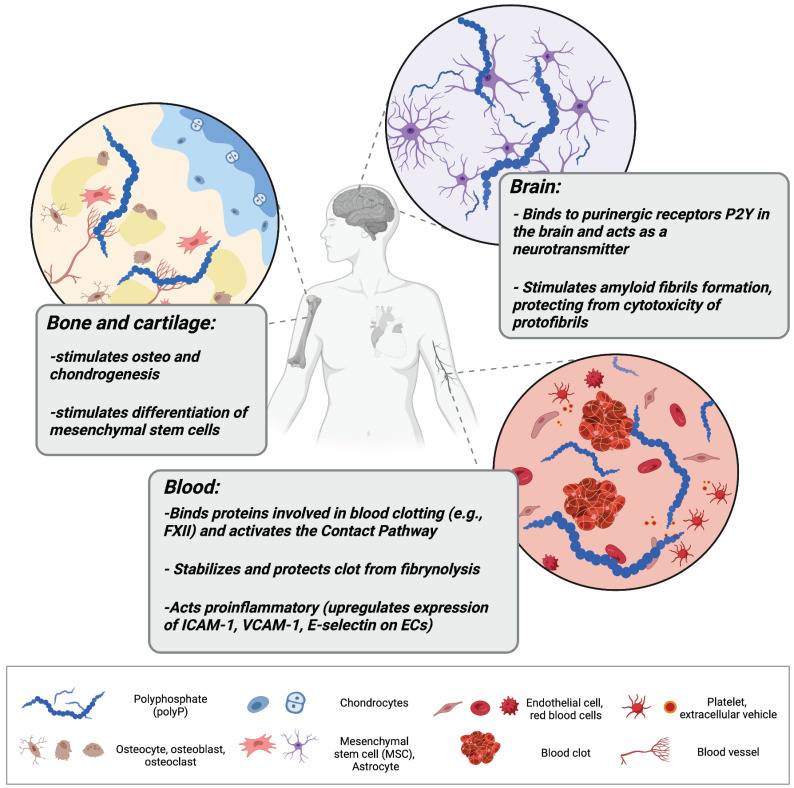 Brain:
- Binds to purinergic receptors P2Y in
the brain and acts as a
neurotransmitter
- Stimulates amyloid fibrils formation,
protecting from cytotoxicity of
protofibrils
Bone and cartilage:
-stimulates osteo and
chondrogenesis
-stimulates differentiation of
mesenchymal stem cells
Blood:
-Binds proteins involved in blood clotting (e.g.,
FXII) and activates the Contact Pathway
- Stabilizes and protects clot from fibrynolysis
-Acts proinflammatory (upregulates expression
of ICAM-1, VCAM-1, E-selectin on ECs)
Polyphosphate
(polyP)
Chondrocytes
Endothelial cell,
red blood cells
Platelet,
extracellular vehicle
Osteocyte, osteoblast,
osteoclast
Mesenchymal
stem cell (MSC),
Astrocyte
Blood clot
Blood vessel